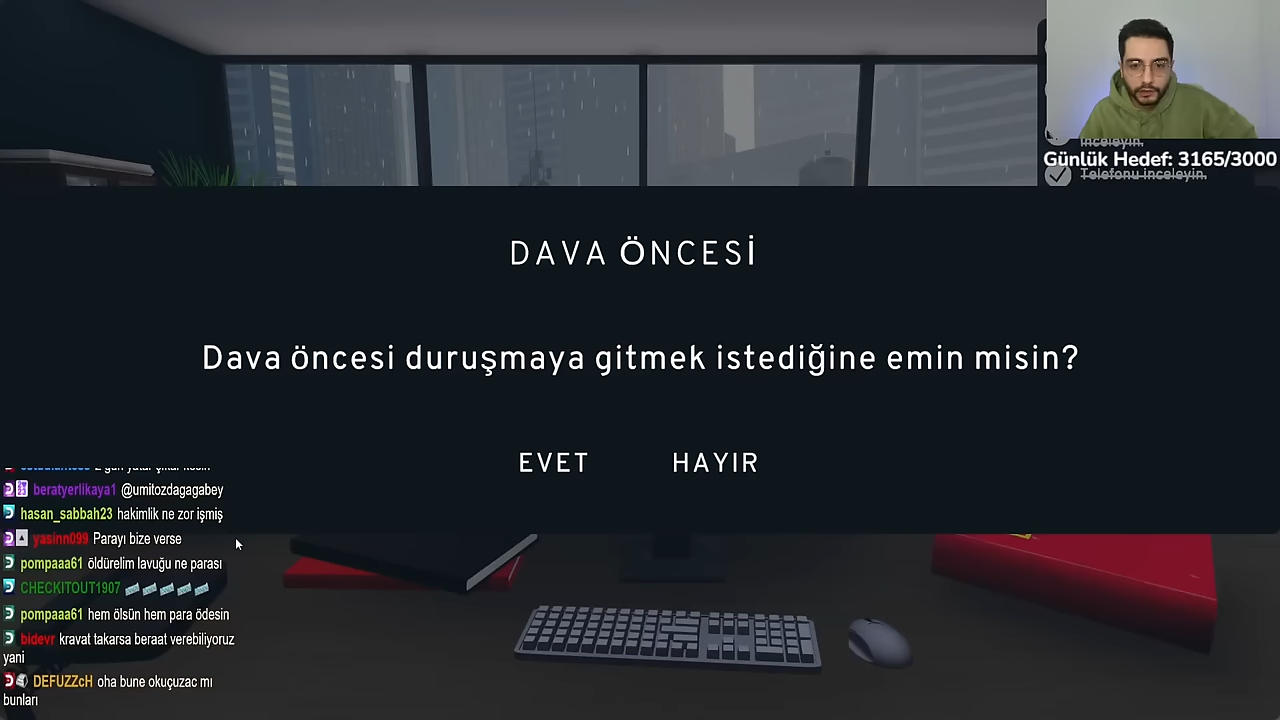 inceleyin.
Günlük Hedef: 3165/3000
Telefonu inceleyin.
DAVA ÖNCESİ
Dava öncesi duruşmaya gitmek istediğine emin misin?
EVET HAYIR
beratyerlikaya1 @umitozdagagabey
hasan_sabbah23 hakimlik ne zor işmiş
yasinn099 Parayı bize verse
pompaaa61 öldürelim lavuğu ne parası
CHECKITOUT1907
pompaaa61 hem ölsün hem para ödesin
bidevr kravat takarsa beraat verebiliyoruz
yani
DEFUZZcH oha bune okuçuzac mı
bunları